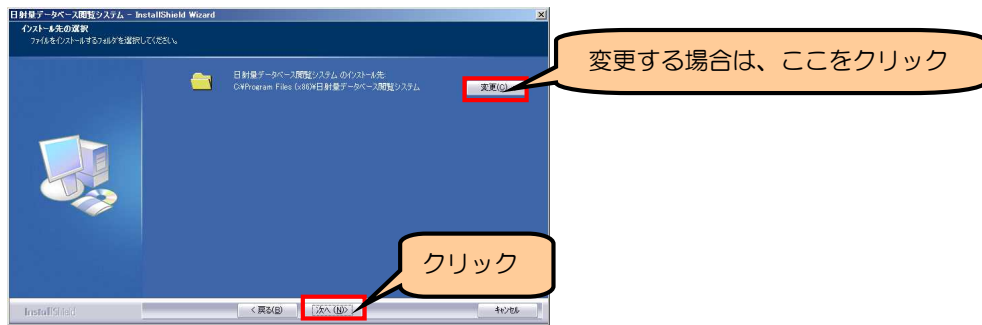 日射量データベース閲覧システム - InstallShield Wizard
インストール先の選択
ファイルをインストールするフォルダを選択してください。
日射量データベース閲覧システム のインストール先:
C:¥Program Files (x86)¥日射量データベース閲覧システム
変更(C)...
変更する場合は、ここをクリック
クリック
InstallShield
< 戻る(B)
次へ (N)>
キャンセル